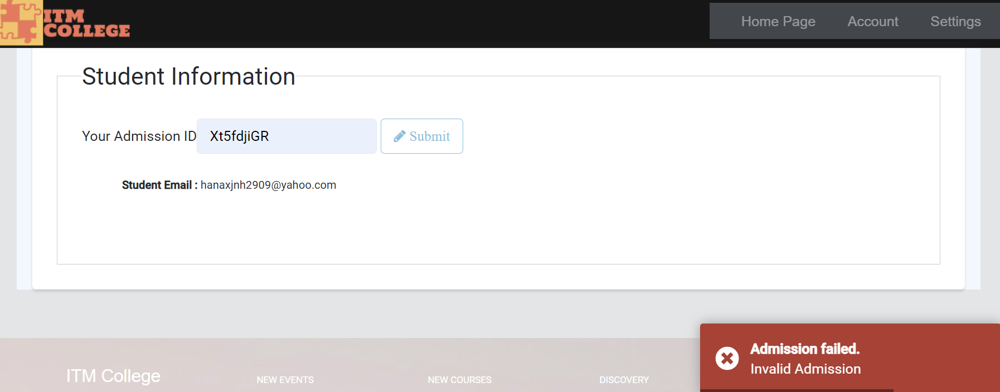 ITM
COLLEGE
Home Page Account Settings
Student Information
Your Admission ID Xt5fdjiGR Submit
Student Email : hanaxjnh2909@yahoo.com
Admission failed.
Invalid Admission
ITM College NEW EVENTS NEW COURSES DISCOVERY